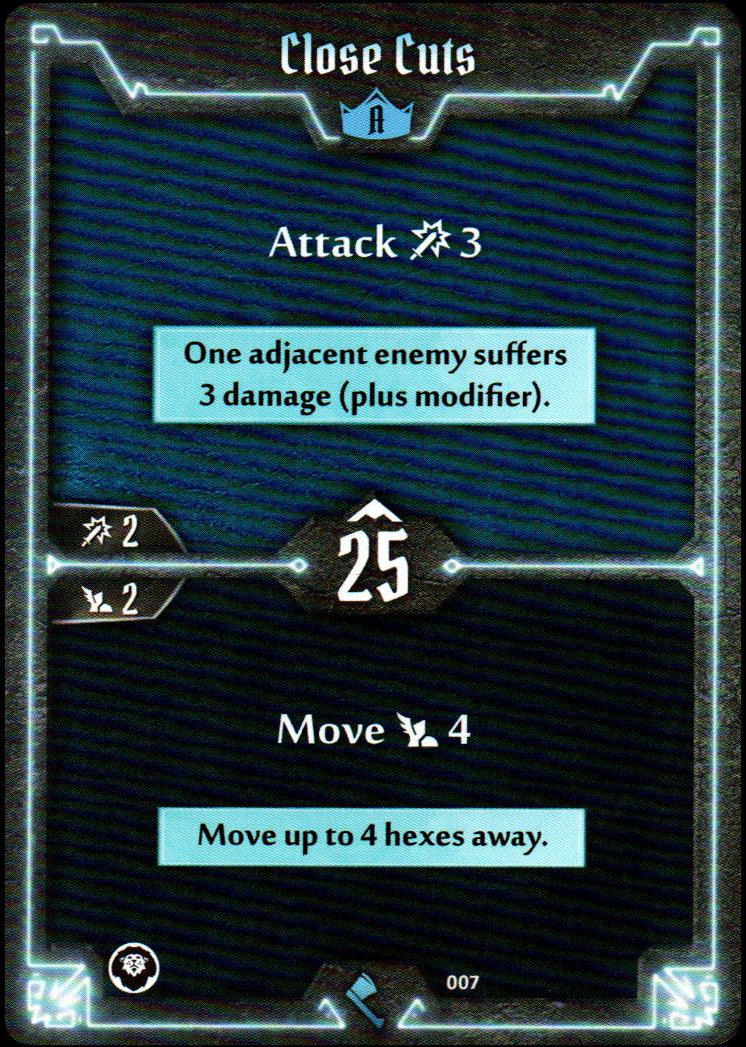 Close Cuts
A
Attack 3
One adjacent enemy suffers
3 damage (plus modifier).
2
25
2
Move 4
Move up to 4 hexes away.
007